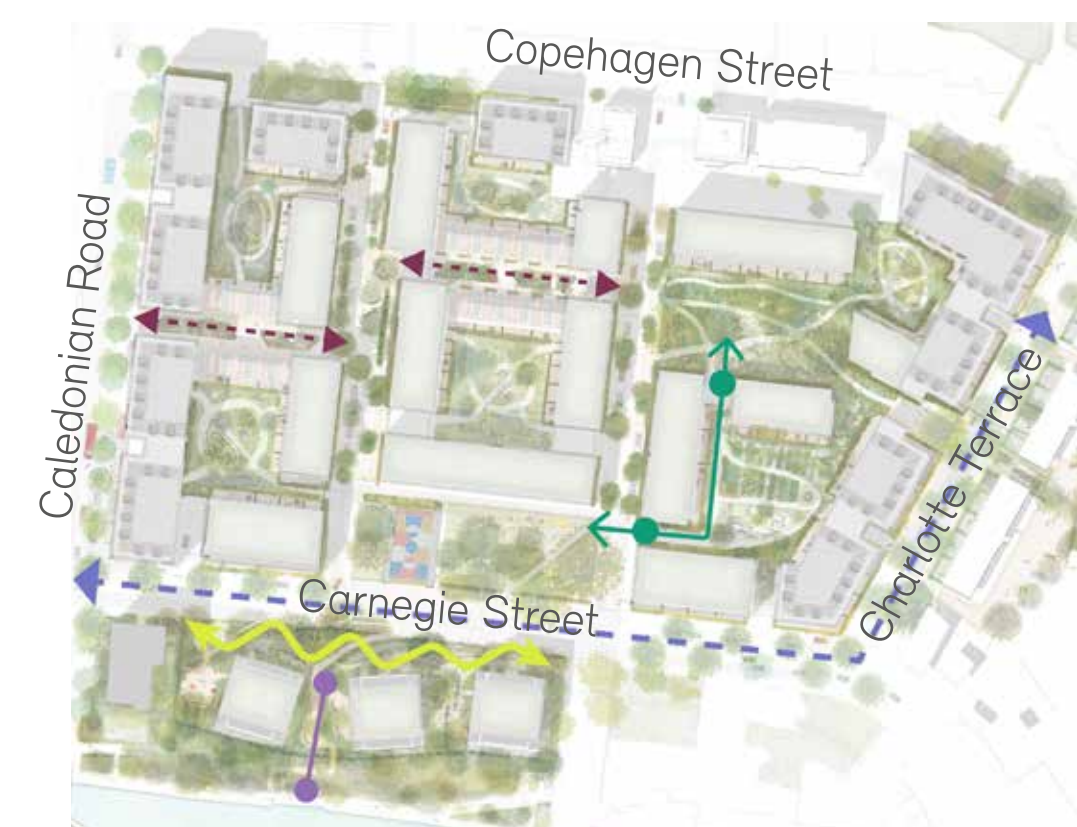 Copehagen Street
Caledonian Road
Charlotte Terrace
Carnegie Street